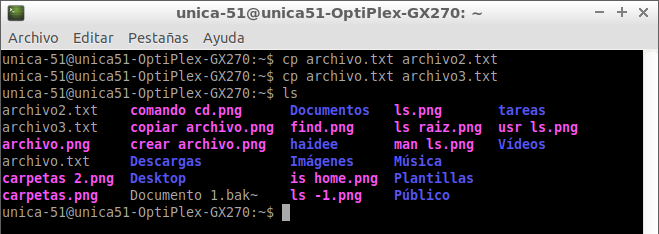 unica-51@unica51-OptiPlex-GX270: ~
Archivo Editar Pestañas Ayuda
unica-51@unica51-OptiPlex-GX270:~$ cp archivo.txt archivo2.txt
unica-51@unica51-OptiPlex-GX270:~$ cp archivo.txt archivo3.txt
unica-51@unica51-OptiPlex-GX270:~$ ls
archivo2.txt comando cd.png Documentos ls.png tareas
archivo3.txt copiar archivo.png find.png ls raiz.png usr ls.png
archivo.png crear archivo.png haidee man ls.png Vídeos
archivo.txt Descargas Imágenes Música
carpetas 2.png Desktop is home.png Plantillas
carpetas.png Documento 1.bak~ ls -1.png Público
unica-51@unica51-OptiPlex-GX270:~$